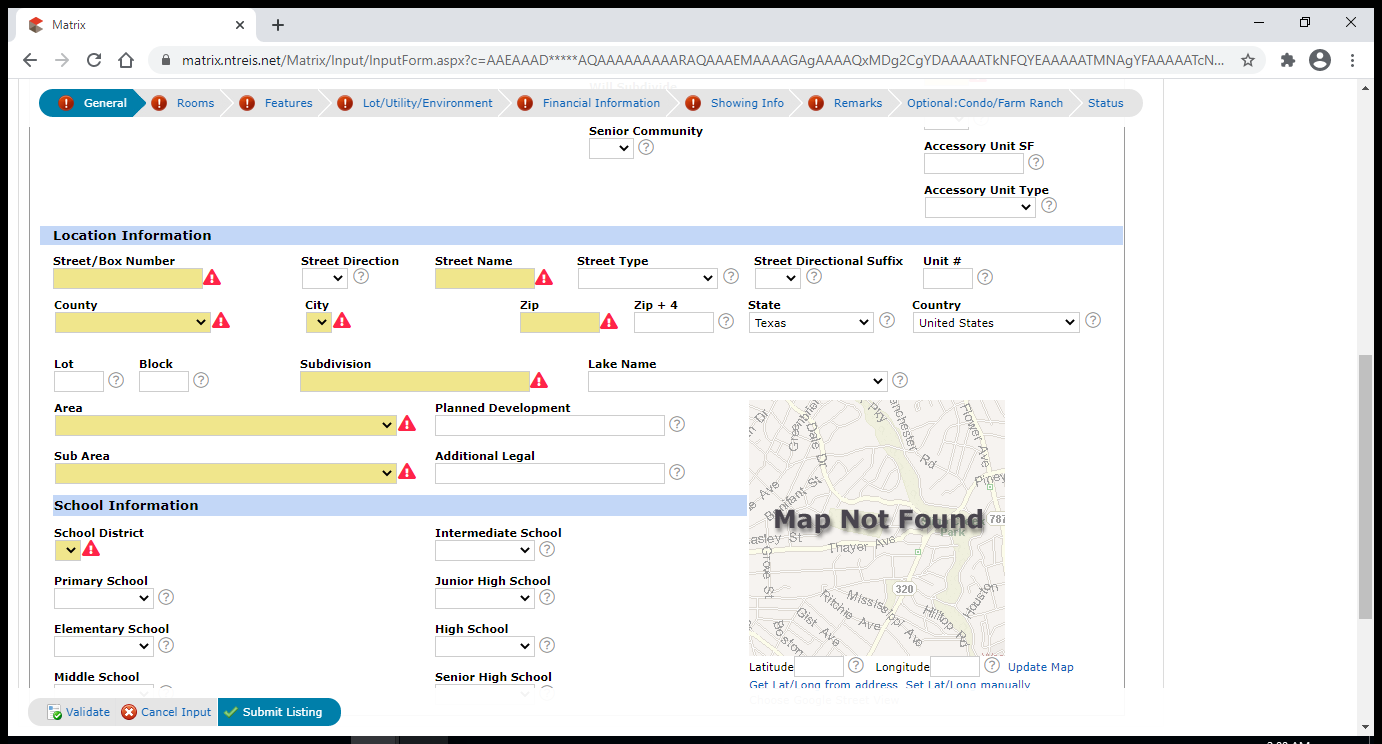 Matrix
matrix.ntreis.net/Matrix/Input/InputForm.aspx?c=AAEAAAD*****AQAAAAAAAAARAQAAAEMAAAAGAgAAAAQxMDg2CgYDAAAAATkNFQYEAAAAATMNAgYFAAAAATcN...
General Rooms Features Lot/Utility/Environment Financial Information Showing Info Remarks Optional:Condo/Farm Ranch Status
Will Subdivide
Senior Community
Accessory Unit SF
Accessory Unit Type
Location Information
Street/Box Number Street Direction Street Name Street Type Street Directional Suffix Unit #
County City Zip Zip + 4 State Country
Texas United States
Lot Block Subdivision Lake Name
Area Planned Development
Sub Area Additional Legal
School Information
School District Intermediate School
Primary School Junior High School
Elementary School High School
Middle School Senior High School
Greenbrier
Dale Dr
Pky
Rd
Flower Ave
Piney
Bonifant St
Map Not Found
787
Park
Thayer Ave
Grove St
320
Mississippi Ave
Ritchie Ave
Gist Ave
Hilltop Rd
Houston
Boston
Latitude Longitude Update Map
Get Lat/Long from address Set Lat/Long manually
Validate Cancel Input Submit Listing